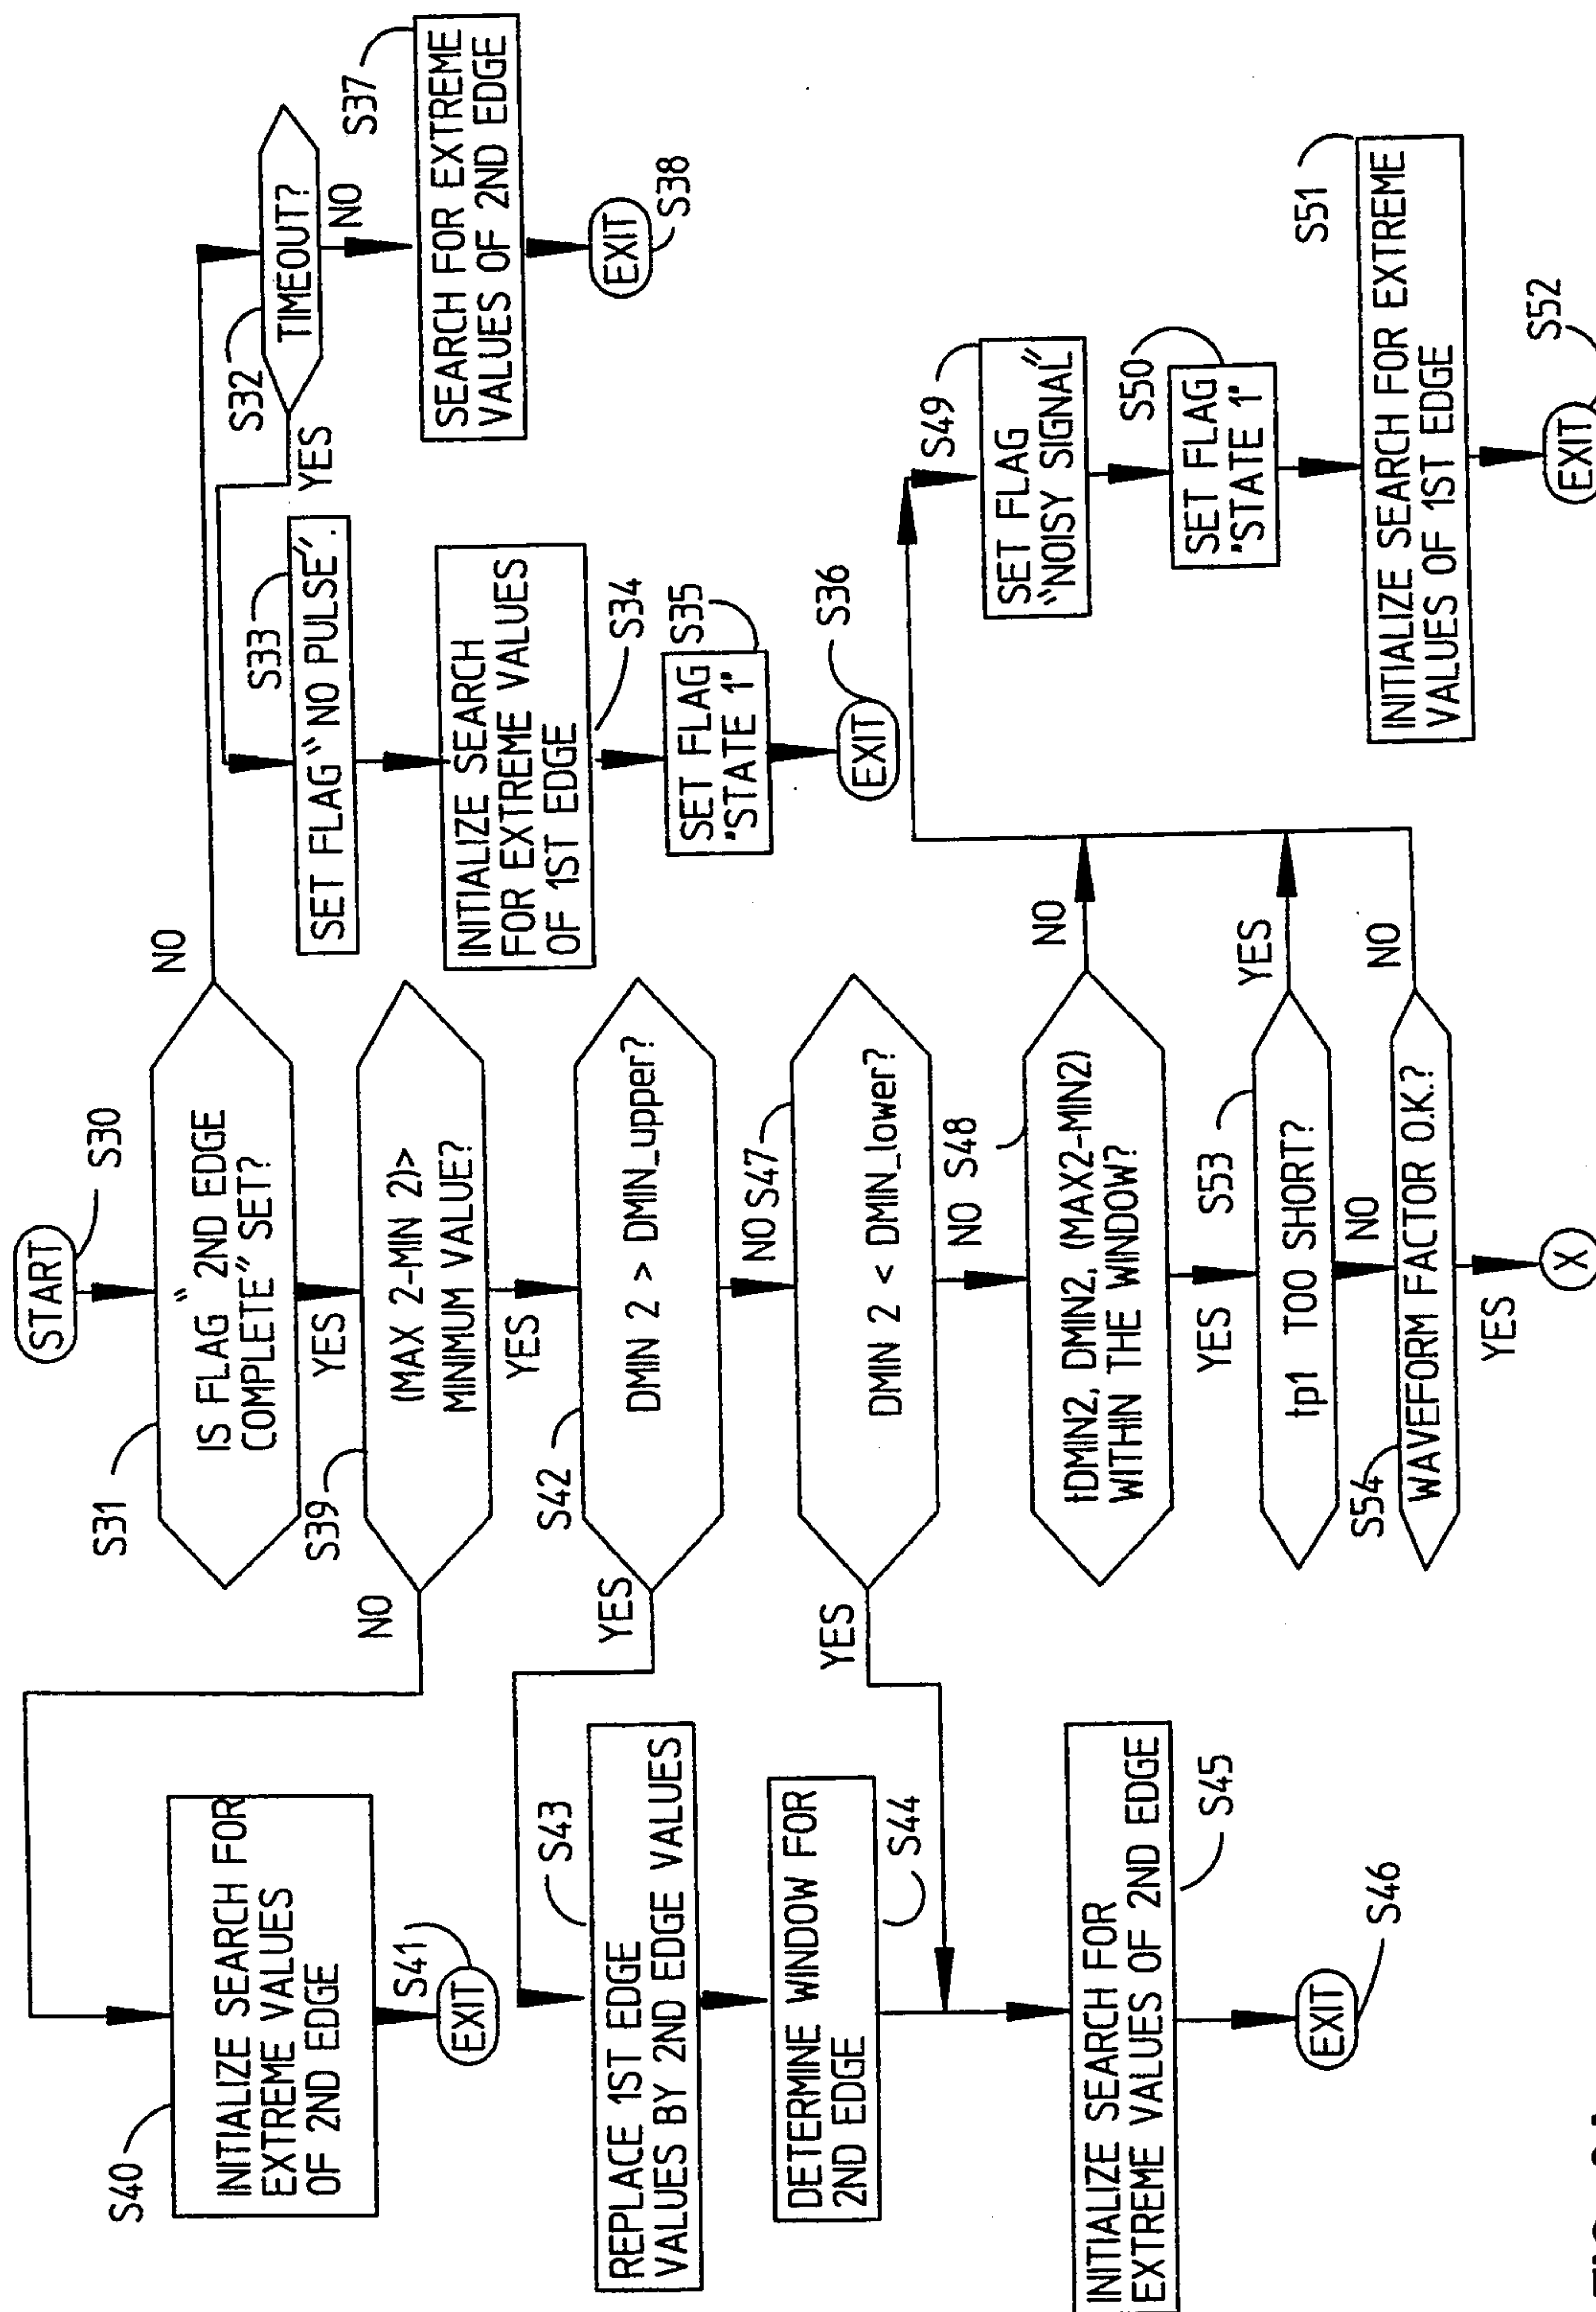 START
S30
S31
IS FLAG "2ND EDGE
COMPLETE" SET?
NO
YES
S32
TIMEOUT?
YES
NO
S33
SET FLAG "NO PULSE".
INITIALIZE SEARCH
FOR EXTREME VALUES
OF 1ST EDGE
S34
SET FLAG
"STATE 1"
S35
EXIT
S36
S37
SEARCH FOR EXTREME
VALUES OF 2ND EDGE
EXIT
S38
S39
(MAX 2-MIN 2)>
MINIMUM VALUE?
NO
YES
S40
INITIALIZE SEARCH FOR
EXTREME VALUES
OF 2ND EDGE
S41
EXIT
S42
DMIN 2 > DMIN_upper?
YES
NO
S43
REPLACE 1ST EDGE
VALUES BY 2ND EDGE VALUES
DETERMINE WINDOW FOR
2ND EDGE
S44
INITIALIZE SEARCH FOR
EXTREME VALUES OF 2ND EDGE
S45
EXIT
S46
S47
DMIN 2 < DMIN_lower?
YES
NO
S48
tDMIN2, DMIN2, (MAX2-MIN2)
WITHIN THE WINDOW?
NO
YES
S49
SET FLAG
"NOISY SIGNAL"
S50
SET FLAG
"STATE 1"
S51
INITIALIZE SEARCH FOR EXTREME
VALUES OF 1ST EDGE
EXIT
S52
S53
tp1 TOO SHORT?
YES
NO
S54
WAVEFORM FACTOR O.K.?
NO
YES
X